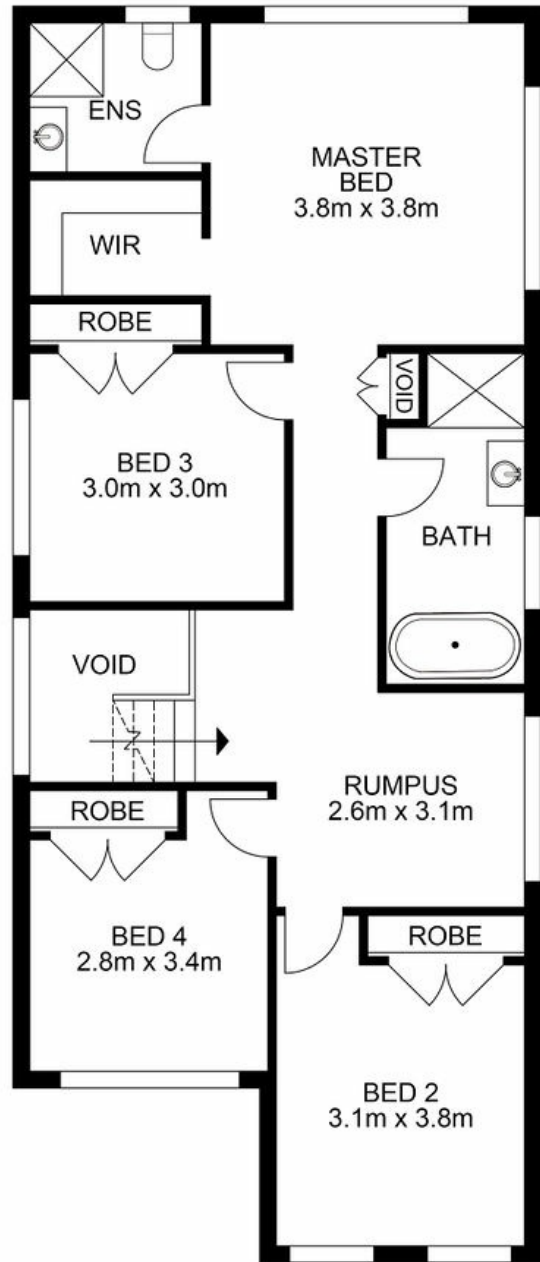 ENS
MASTER
BED
3.8m x 3.8m
WIR
ROBE
VOID
BED 3
3.0m x 3.0m
BATH
VOID
RUMPUS
2.6m x 3.1m
ROBE
BED 4
2.8m x 3.4m
ROBE
BED 2
3.1m x 3.8m